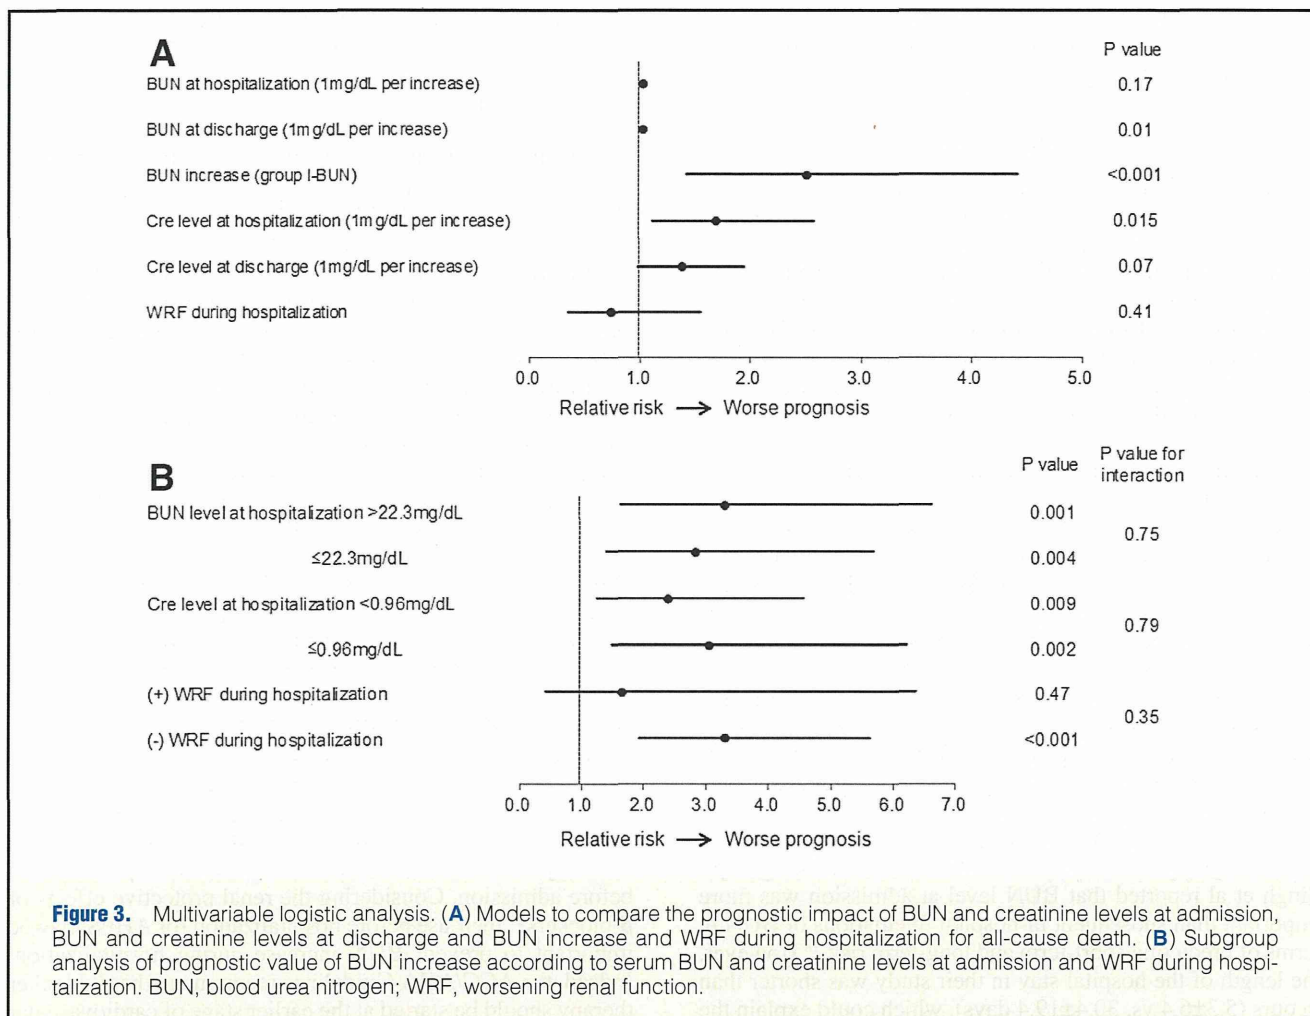 A
P value
BUN at hospitalization (1mg/dL per increase)
0.17
BUN at discharge (1mg/dL per increase)
0.01
BUN increase (group I-BUN)
<0.001
Cre level at hospitalization (1mg/dL per increase)
0.015
Cre level at discharge (1mg/dL per increase)
0.07
WRF during hospitalization
0.41
0.0 1.0 2.0 3.0 4.0 5.0
Relative risk → Worse prognosis
B
P value
P value for
interaction
BUN level at hospitalization >22.3mg/dL
0.001
0.75
≤22.3mg/dL
0.004
Cre level at hospitalization <0.96mg/dL
0.009
0.79
≤0.96mg/dL
0.002
(+) WRF during hospitalization
0.47
0.35
(-) WRF during hospitalization
<0.001
0.0 1.0 2.0 3.0 4.0 5.0 6.0 7.0
Relative risk → Worse prognosis
Figure 3. Multivariable logistic analysis. (A) Models to compare the prognostic impact of BUN and creatinine levels at admission,
BUN and creatinine levels at discharge and BUN increase and WRF during hospitalization for all-cause death. (B) Subgroup
analysis of prognostic value of BUN increase according to serum BUN and creatinine levels at admission and WRF during hospi-
talization. BUN, blood urea nitrogen; WRF, worsening renal function.